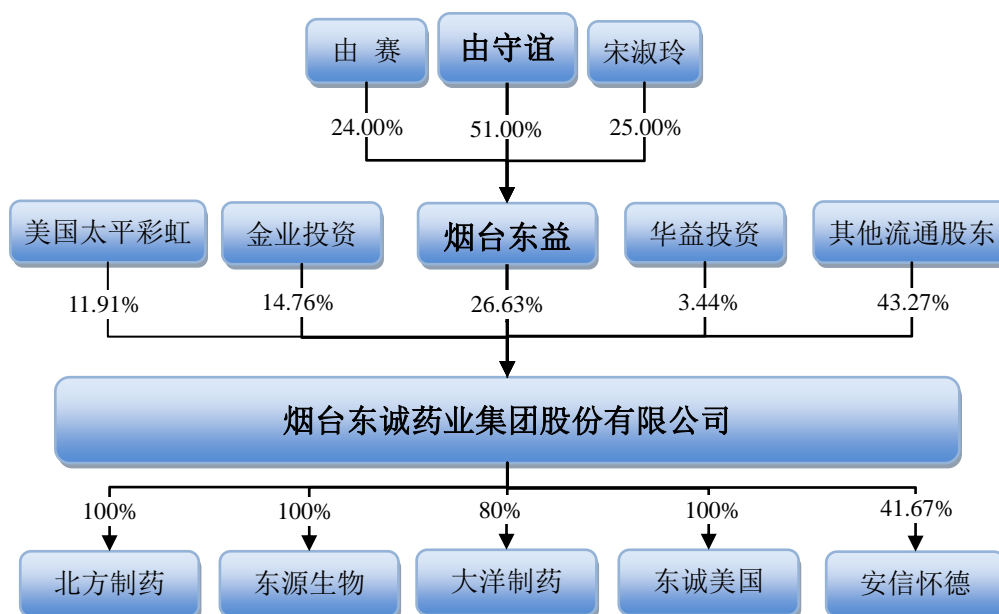 由 赛 由守谊 宋淑玲
24.00% 51.00% 25.00%
美国太平彩虹 金业投资 烟台东益 华益投资 其他流通股东
11.91% 14.76% 26.63% 3.44% 43.27%
烟台东诚药业集团股份有限公司
100% 100% 80% 100% 41.67%
北方制药 东源生物 大洋制药 东诚美国 安信怀德